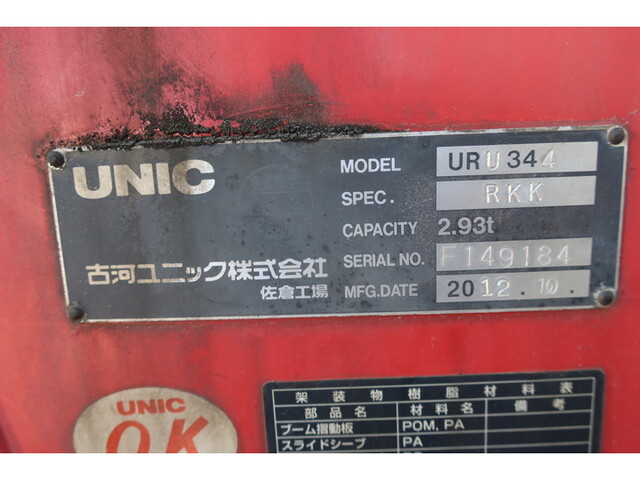 UNIC
MODEL URU344
SPEC. RKK
CAPACITY 2.93t
SERIAL NO. F149184
MFG.DATE 2012.10.
古河ユニック株式会社
佐倉工場
UNIC
OK
架装物樹脂材料表
部品名 材料名 備考
ブーム摺動板 POM, PA
スライドシーブ PA